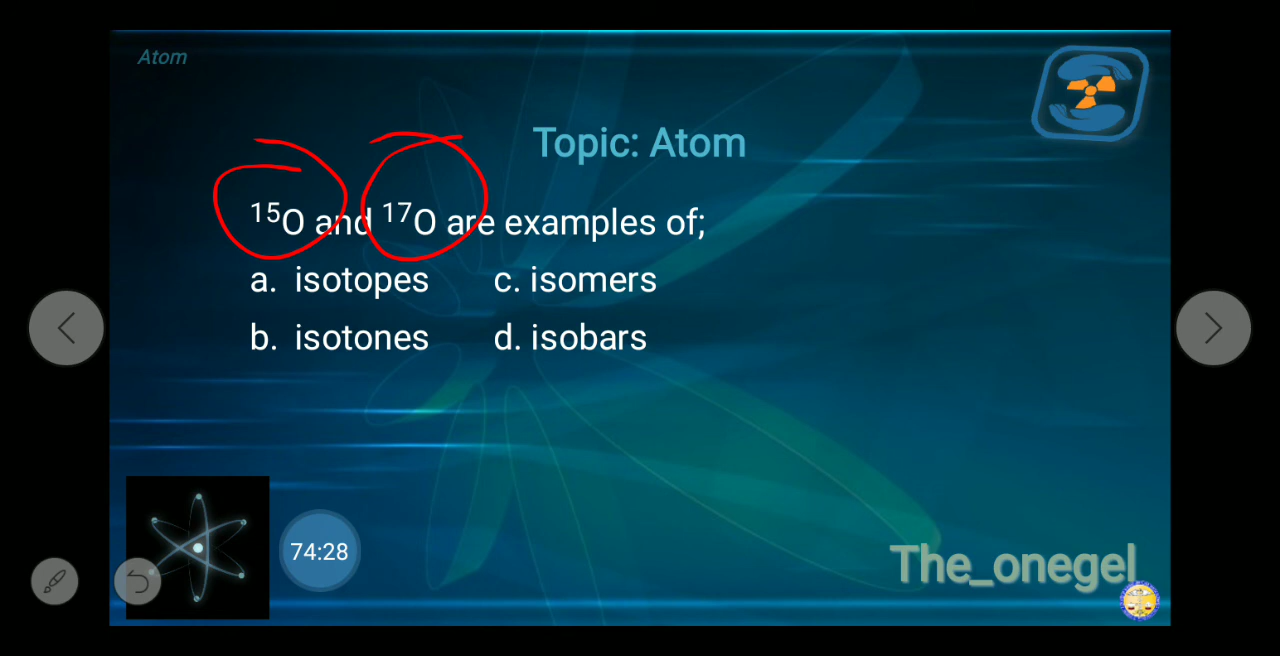 Atom
Topic: Atom
¹⁵O and ¹⁷O are examples of;
a. isotopes c. isomers
b. isotones d. isobars
74:28
The_onegel